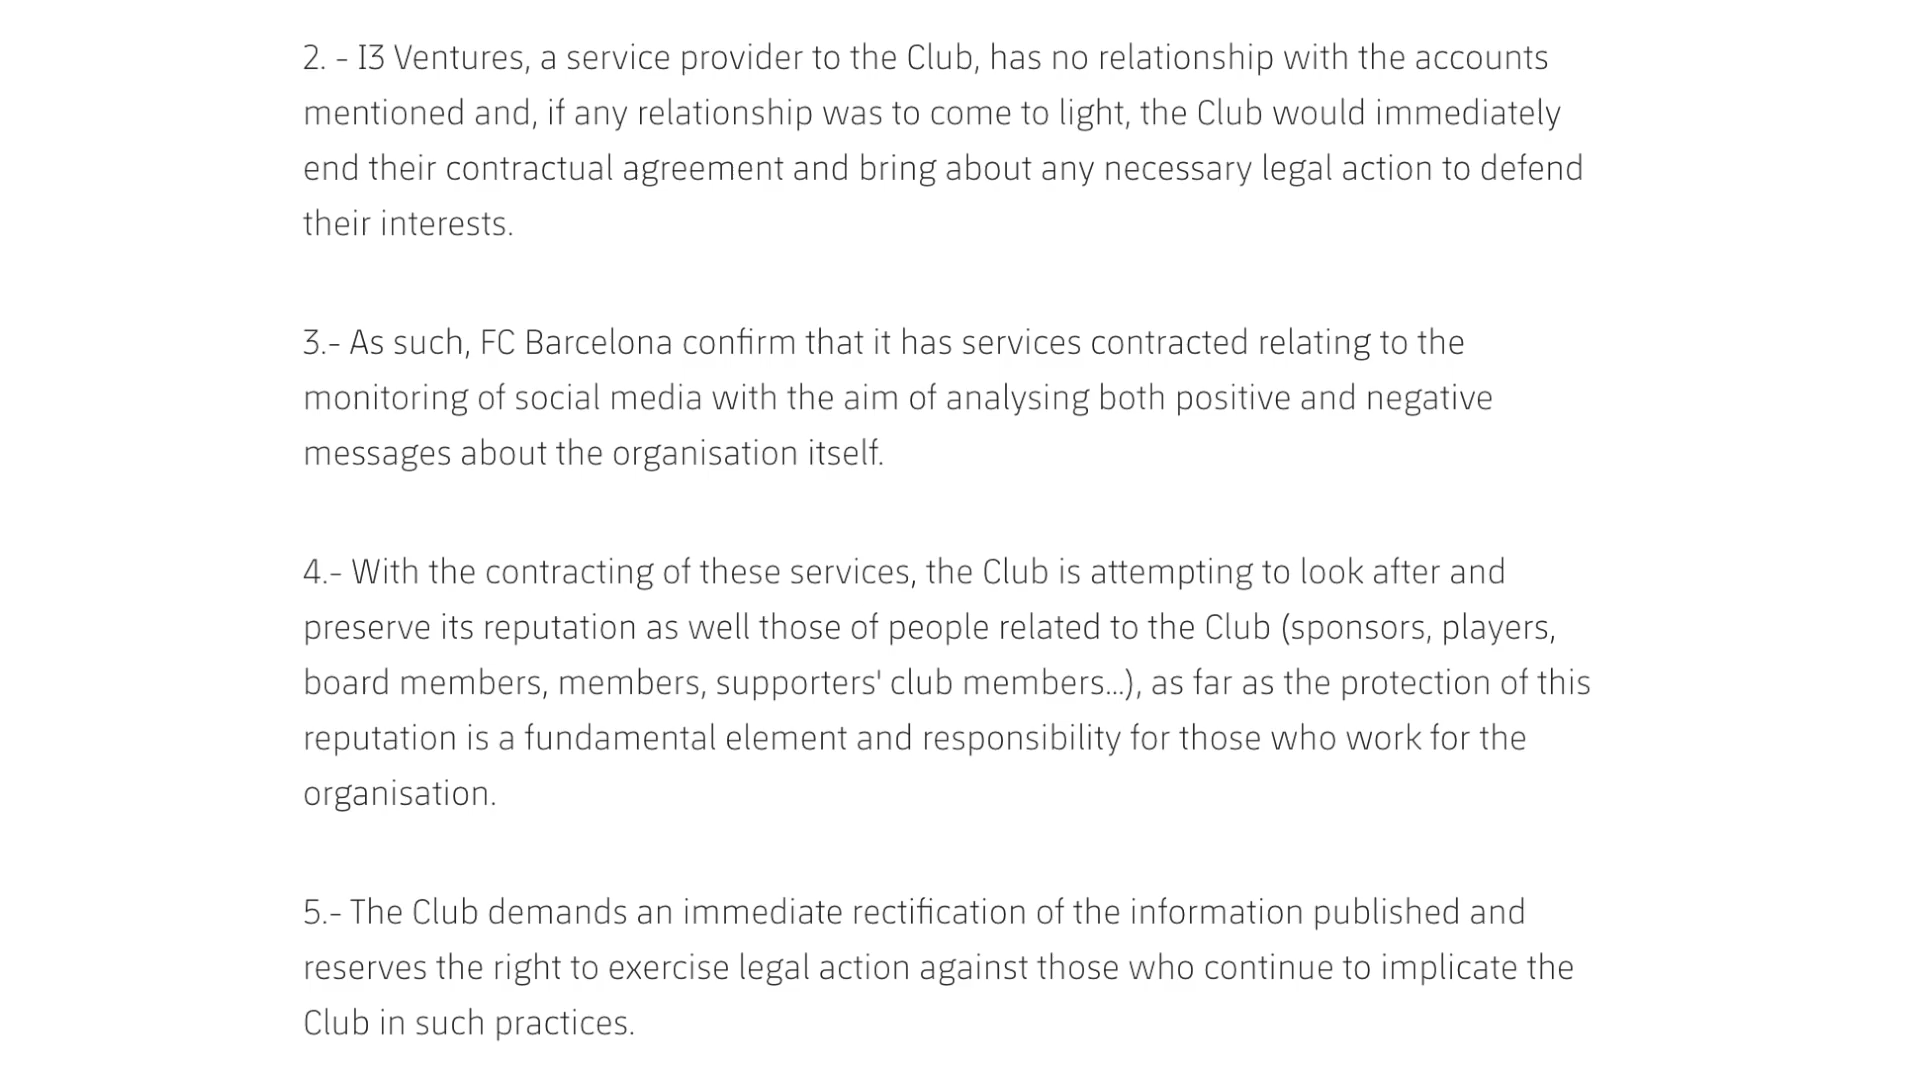 2. - I3 Ventures, a service provider to the Club, has no relationship with the accounts
mentioned and, if any relationship was to come to light, the Club would immediately
end their contractual agreement and bring about any necessary legal action to defend
their interests.
3.- As such, FC Barcelona confirm that it has services contracted relating to the
monitoring of social media with the aim of analysing both positive and negative
messages about the organisation itself.
4.- With the contracting of these services, the Club is attempting to look after and
preserve its reputation as well those of people related to the Club (sponsors, players,
board members, members, supporters' club members...), as far as the protection of this
reputation is a fundamental element and responsibility for those who work for the
organisation.
5.- The Club demands an immediate rectification of the information published and
reserves the right to exercise legal action against those who continue to implicate the
Club in such practices.